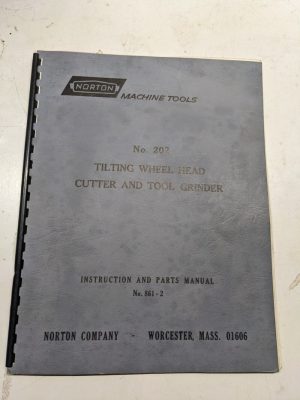 NORTON
MACHINE TOOLS
No. 202
TILTING WHEEL HEAD
CUTTER AND TOOL GRINDER
INSTRUCTION AND PARTS MANUAL
No. 861-2
NORTON COMPANY - WORCESTER, MASS. 01606